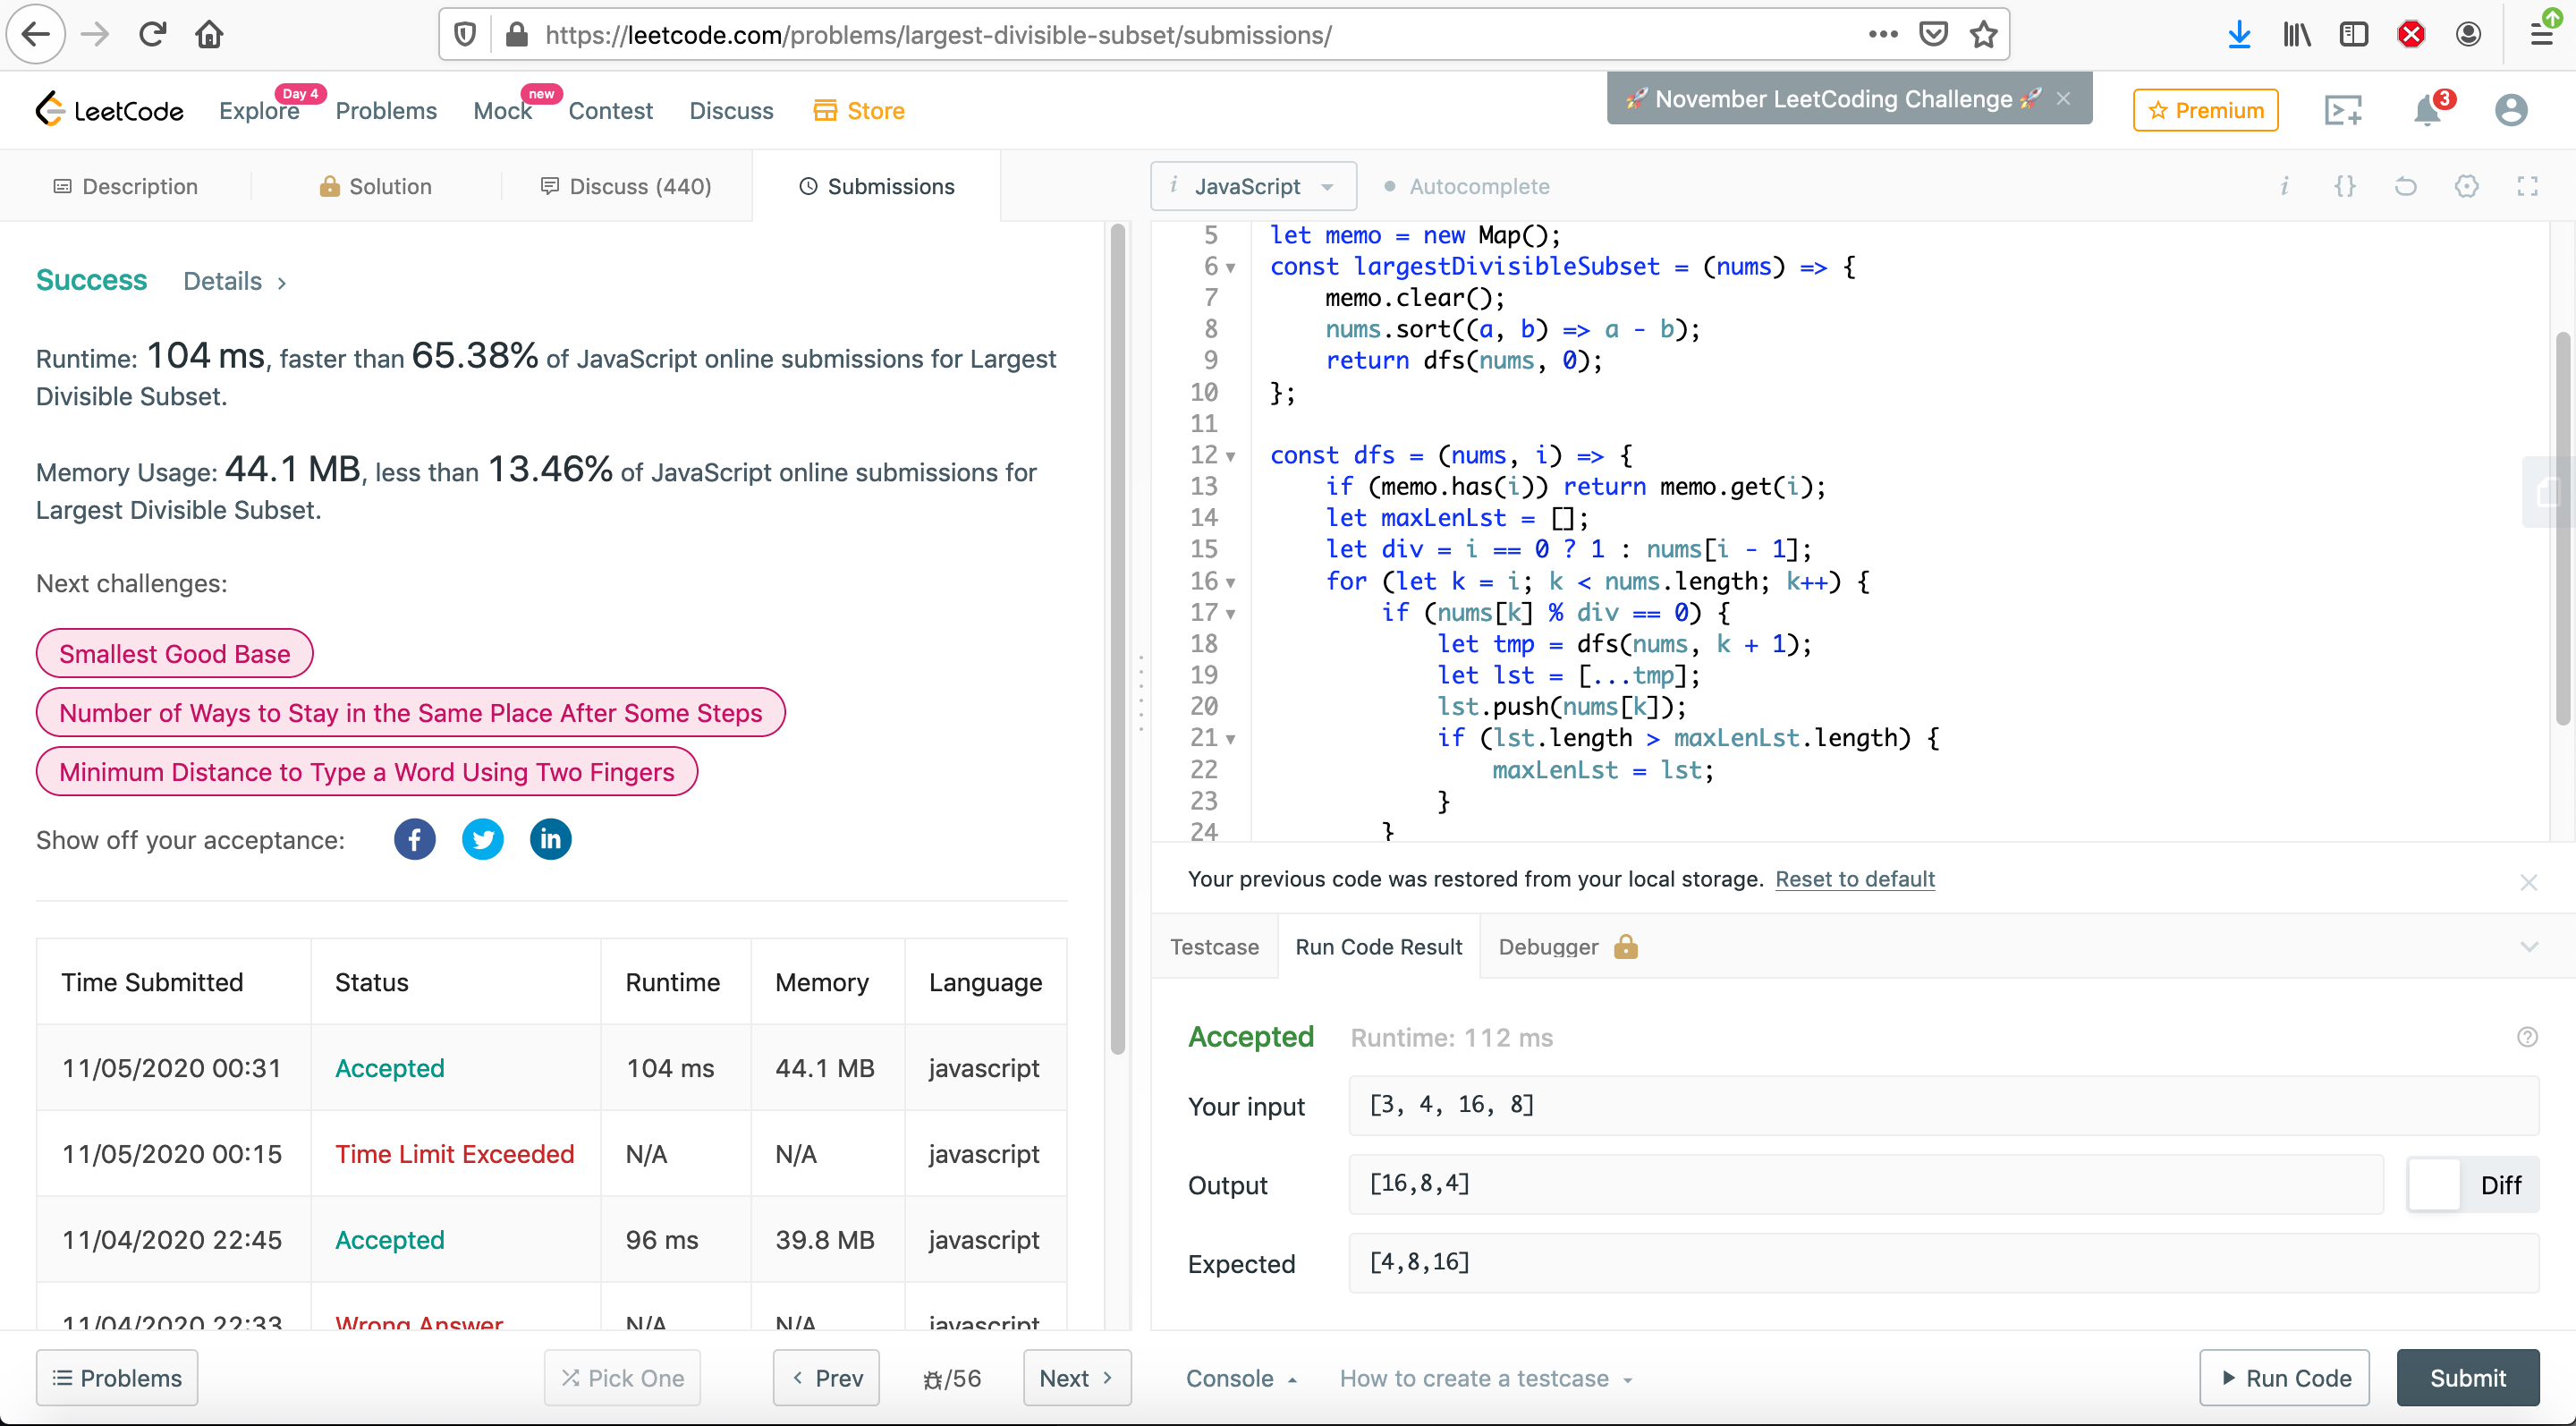 https://leetcode.com/problems/largest-divisible-subset/submissions/
LeetCode
Explore
Day 4
Problems
Mock
new
Contest
Discuss
Store
🚀 November LeetCoding Challenge 🚀 ×
Premium
3
Description
Solution
Discuss (440)
Submissions
i JavaScript
Autocomplete
i {}
Success Details >
Runtime: 104 ms, faster than 65.38% of JavaScript online submissions for Largest
Divisible Subset.
Memory Usage: 44.1 MB, less than 13.46% of JavaScript online submissions for
Largest Divisible Subset.
Next challenges:
Smallest Good Base
Number of Ways to Stay in the Same Place After Some Steps
Minimum Distance to Type a Word Using Two Fingers
Show off your acceptance: f in
Time Submitted Status Runtime Memory Language
11/05/2020 00:31 Accepted 104 ms 44.1 MB javascript
11/05/2020 00:15 Time Limit Exceeded N/A N/A javascript
11/04/2020 22:45 Accepted 96 ms 39.8 MB javascript
11/04/2020 22:33 Wrong Answer N/A N/A javascript
5 let memo = new Map();
6 const largestDivisibleSubset = (nums) => {
7     memo.clear();
8     nums.sort((a, b) => a - b);
9     return dfs(nums, 0);
10 };
11
12 const dfs = (nums, i) => {
13     if (memo.has(i)) return memo.get(i);
14     let maxLenLst = [];
15     let div = i == 0 ? 1 : nums[i - 1];
16     for (let k = i; k < nums.length; k++) {
17         if (nums[k] % div == 0) {
18             let tmp = dfs(nums, k + 1);
19             let lst = [...tmp];
20             lst.push(nums[k]);
21             if (lst.length > maxLenLst.length) {
22                 maxLenLst = lst;
23             }
24         }
Your previous code was restored from your local storage. Reset to default
Testcase
Run Code Result
Debugger
Accepted Runtime: 112 ms
Your input [3, 4, 16, 8]
Output [16,8,4] Diff
Expected [4,8,16]
Problems
Pick One
< Prev
/56
Next >
Console
How to create a testcase
Run Code
Submit